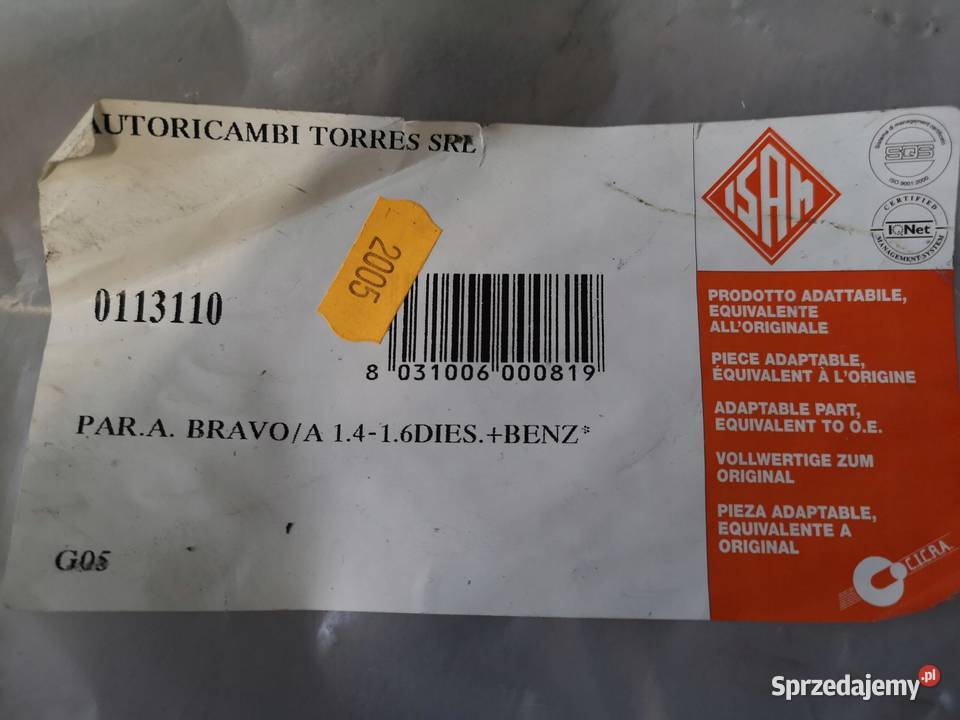 AUTORICAMBI TORRES SRL
0113110
2005
8 031006 000819
PAR.A. BRAVO/A 1.4-1.6DIES.+BENZ*
G05
ISAM
SQS
ISO 9001 2000
CERTIFIED
IQNet
MANAGEMENT SYSTEM
PRODOTTO ADATTABILE,
EQUIVALENTE
ALL'ORIGINALE
PIECE ADAPTABLE,
ÉQUIVALENT À L'ORIGINE
ADAPTABLE PART,
EQUIVALENT TO O.E.
VOLLWERTIGE ZUM
ORIGINAL
PIEZA ADAPTABLE,
EQUIVALENTE A
ORIGINAL
C.I.C.R.A.
Sprzedajemy.pl